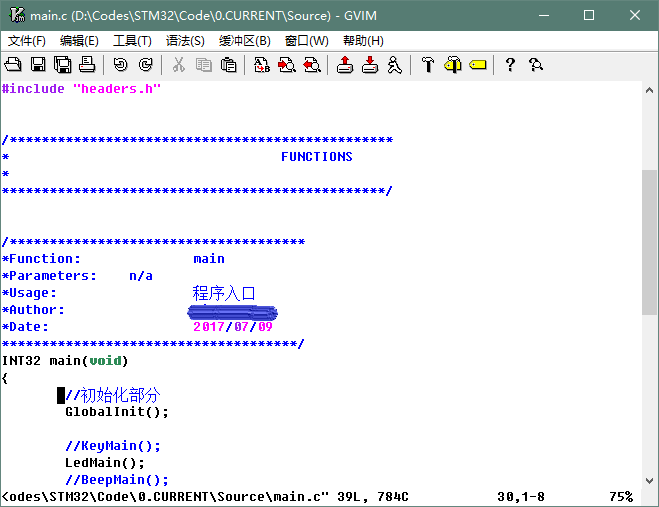 main.c (D:\Codes\STM32\Code\0.CURRENT\Source) - GVIM
文件(F) 编辑(E) 工具(T) 语法(S) 缓冲区(B) 窗口(W) 帮助(H)
#include "headers.h"
/************************************************
* FUNCTIONS
*
************************************************/
/*************************************
*Function: main
*Parameters: n/a
*Usage: 程序入口
*Author:
*Date: 2017/07/09
*************************************/
INT32 main(void)
{
//初始化部分
GlobalInit();
//KeyMain();
LedMain();
//BeepMain();
<odes\STM32\Code\0.CURRENT\Source\main.c" 39L, 784C 30,1-8 75%